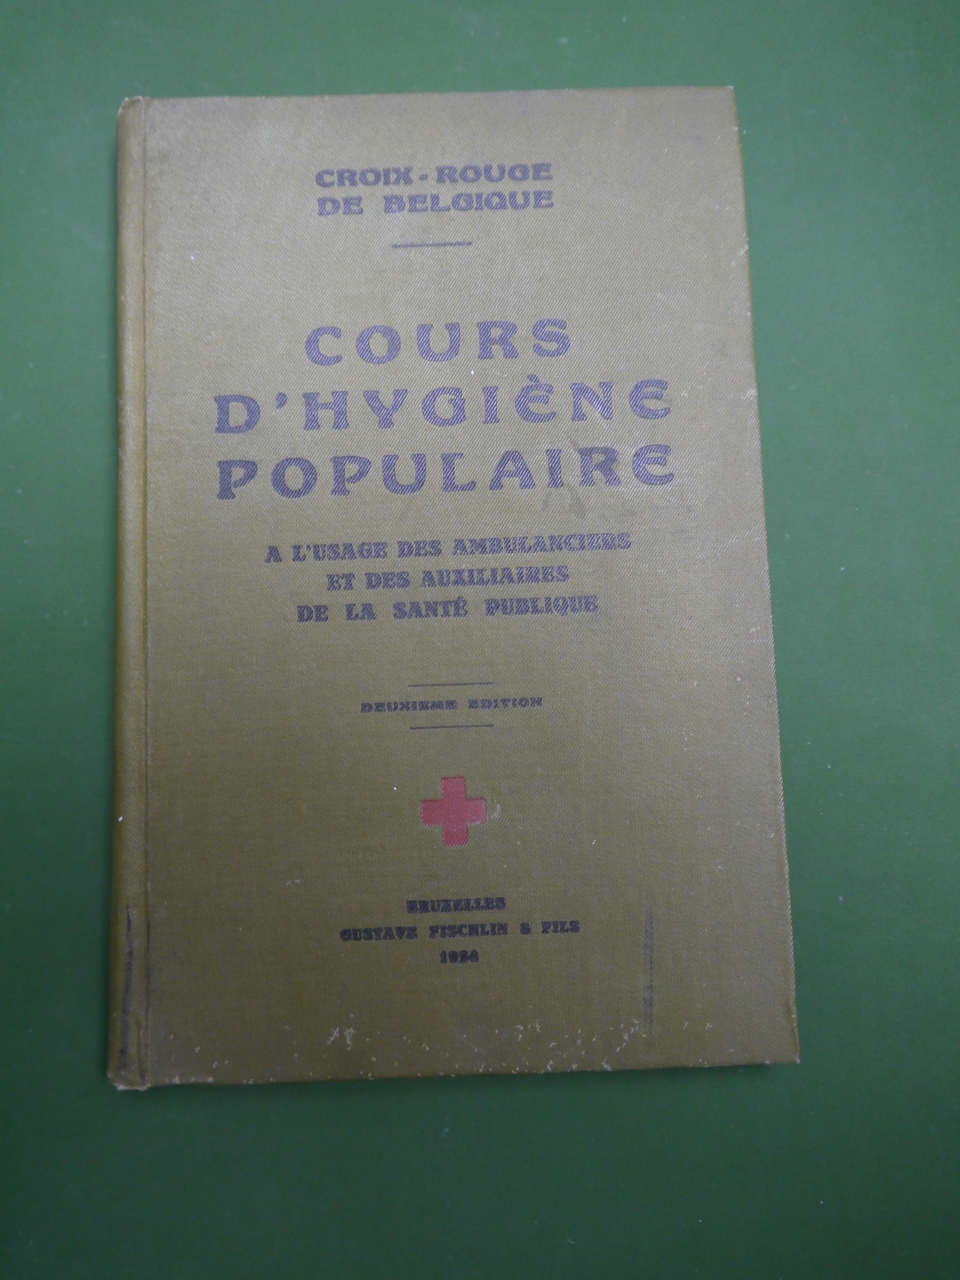 CROIX-ROUGE
DE BELGIQUE
COURS
D'HYGIÈNE
POPULAIRE
A L'USAGE DES AMBULANCIERS
ET DES AUXILIAIRES
DE LA SANTÉ PUBLIQUE
DEUXIEME EDITION
BRUXELLES
GUSTAVE FISCHLIN & FILS
1924